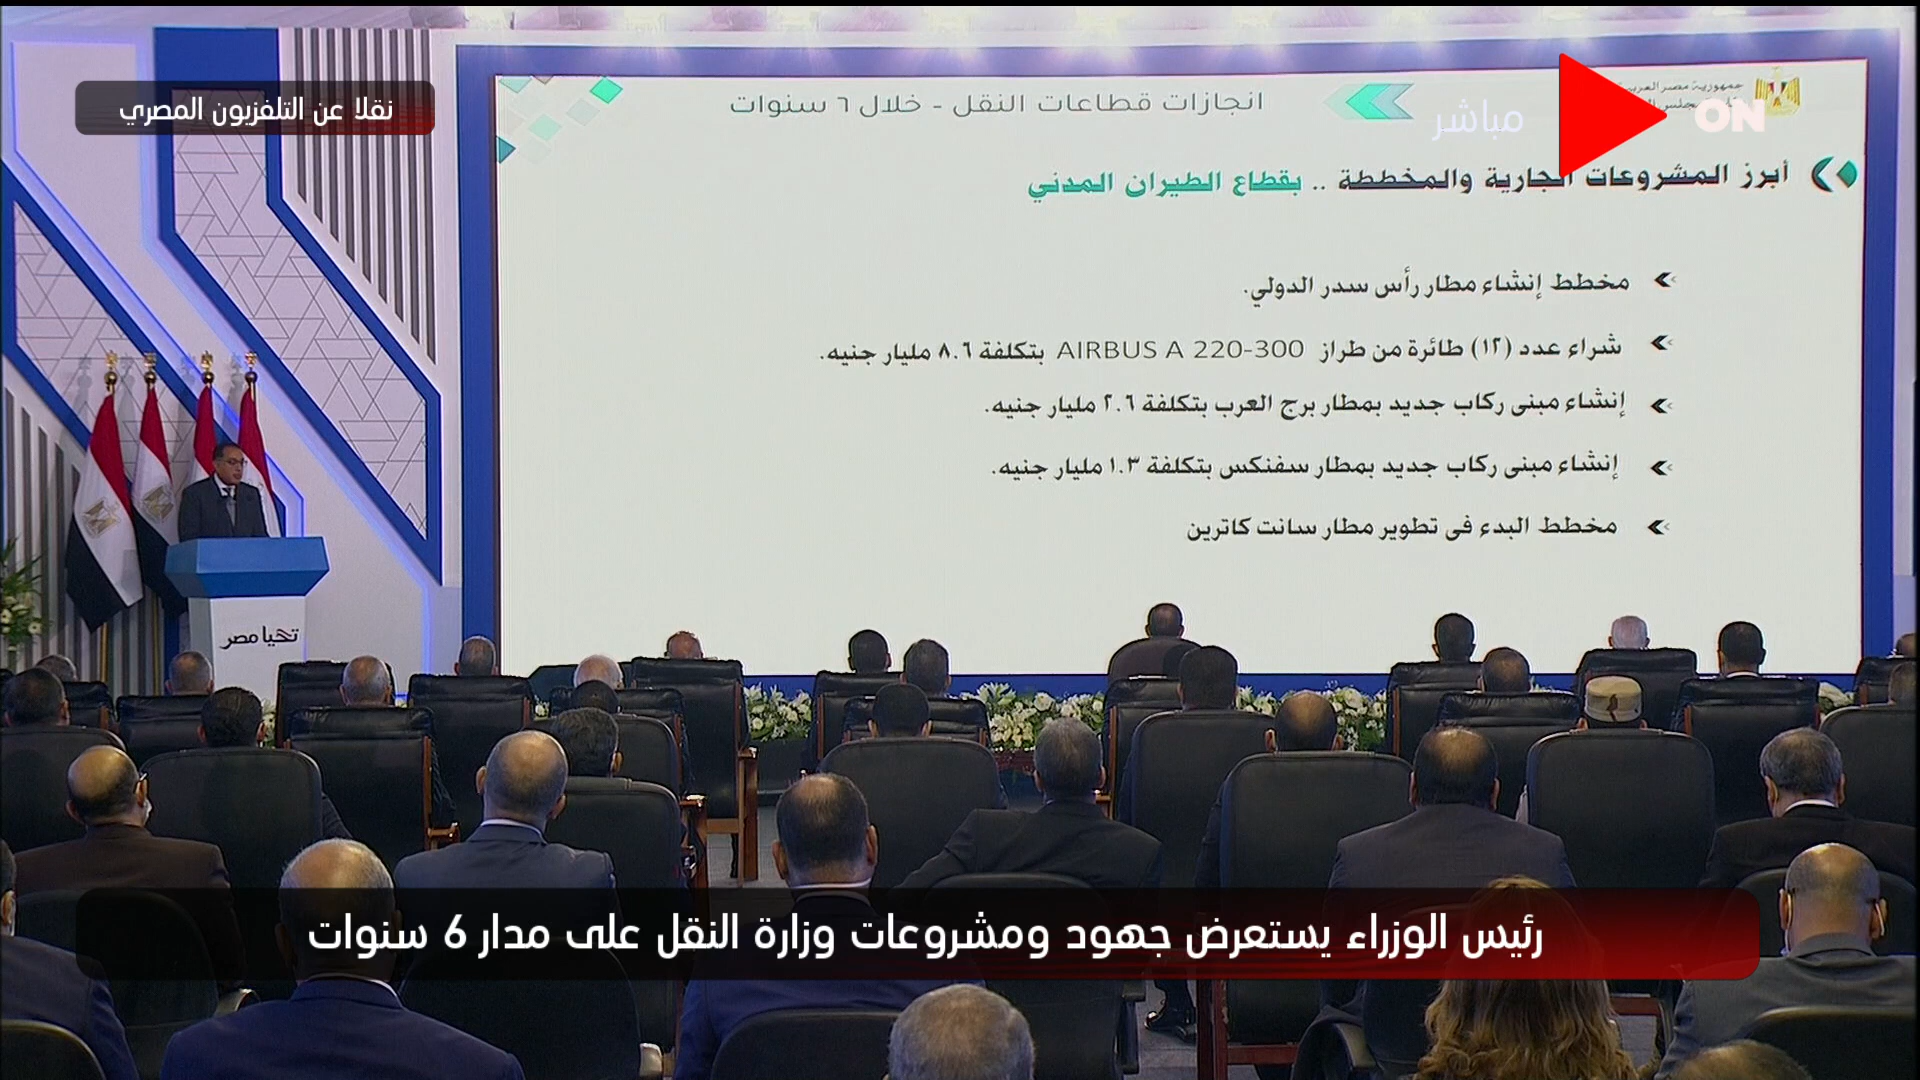 نقلا عن التلفزيون المصري
جمهورية مصر العربية
مباشر
ON
انجازات قطاعات النقل - خلال ٦ سنوات
أبرز المشروعات الجارية والمخططة .. بقطاع الطيران المدني
مخطط إنشاء مطار رأس سدر الدولي.
شراء عدد (١٢) طائرة من طراز AIRBUS A 220-300 بتكلفة ٨.٦ مليار جنيه.
إنشاء مبنى ركاب جديد بمطار برج العرب بتكلفة ٢.٦ مليار جنيه.
إنشاء مبنى ركاب جديد بمطار سفنكس بتكلفة ١.٣ مليار جنيه.
مخطط البدء فى تطوير مطار سانت كاترين
تحيا مصر
رئيس الوزراء يستعرض جهود ومشروعات وزارة النقل على مدار 6 سنوات